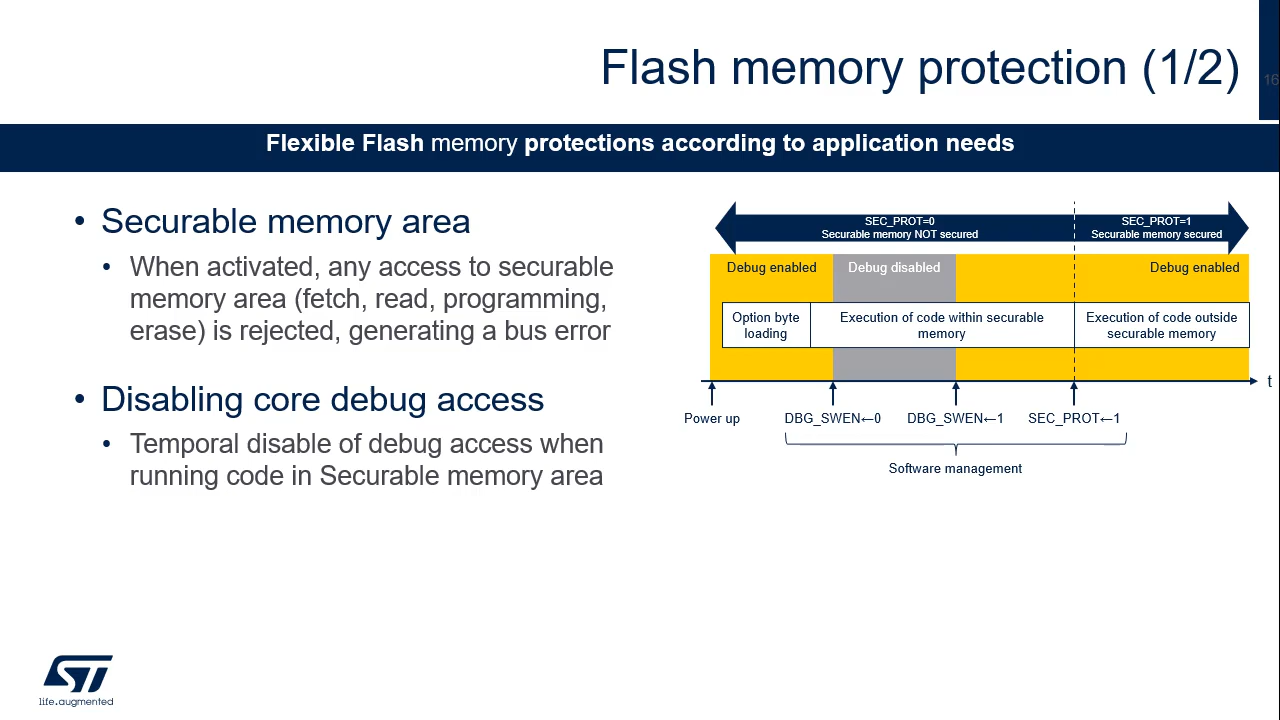 Flash memory protection (1/2)
16
Flexible Flash memory protections according to application needs
• Securable memory area
• When activated, any access to securable
memory area (fetch, read, programming,
erase) is rejected, generating a bus error
• Disabling core debug access
• Temporal disable of debug access when
running code in Securable memory area
SEC_PROT=0
Securable memory NOT secured
SEC_PROT=1
Securable memory secured
Debug enabled
Debug disabled
Debug enabled
Option byte
loading
Execution of code within securable
memory
Execution of code outside
securable memory
t
Power up
DBG_SWEN←0
DBG_SWEN←1
SEC_PROT←1
Software management
ST
life.augmented